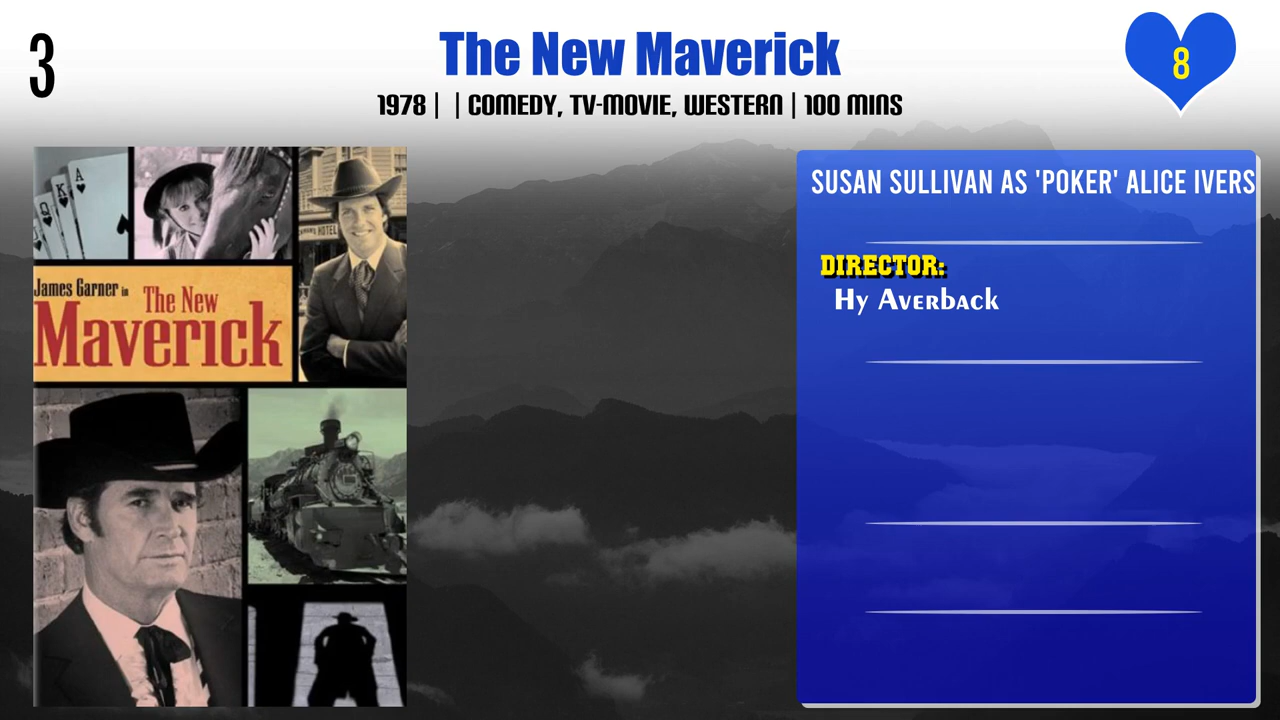 3
The New Maverick
8
1978 | | COMEDY, TV-MOVIE, WESTERN | 100 MINS
SUSAN SULLIVAN AS 'POKER' ALICE IVERS
DIRECTOR:
Hy Averback
A
K
Q
James Garner in
The New
Maverick
HOTEL